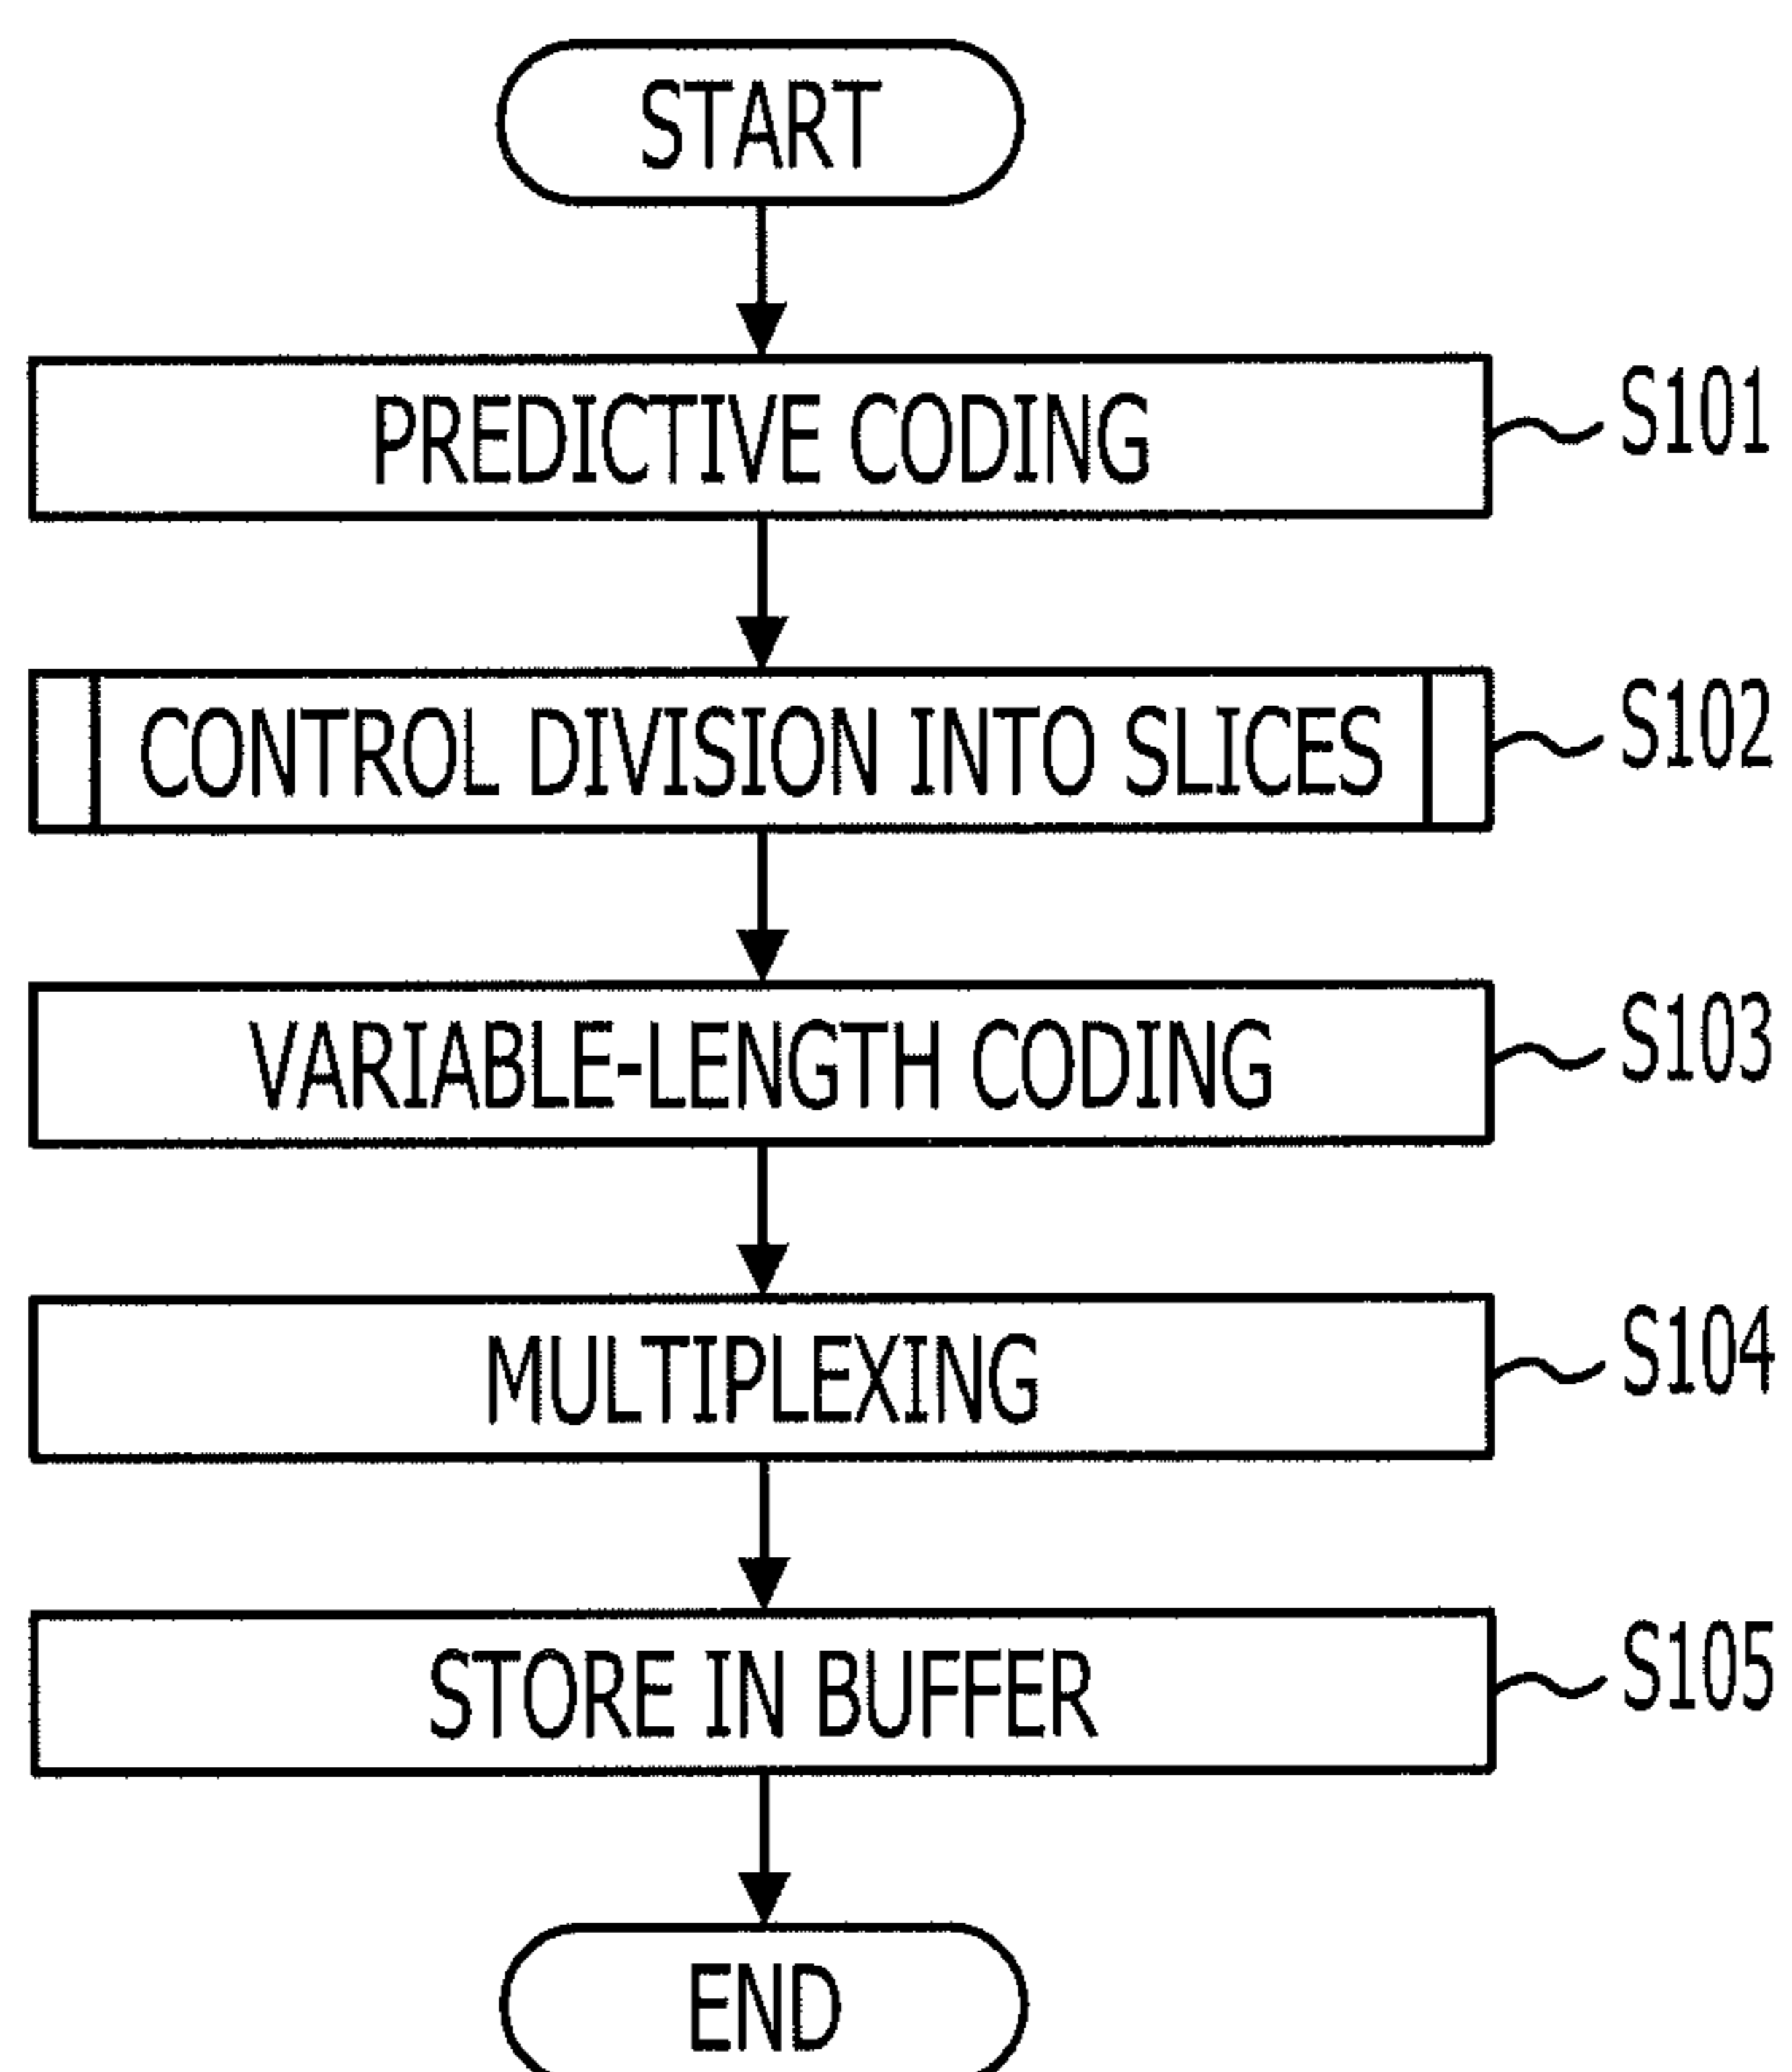 START
PREDICTIVE CODING
S101
CONTROL DIVISION INTO SLICES
S102
VARIABLE-LENGTH CODING
S103
MULTIPLEXING
S104
STORE IN BUFFER
S105
END